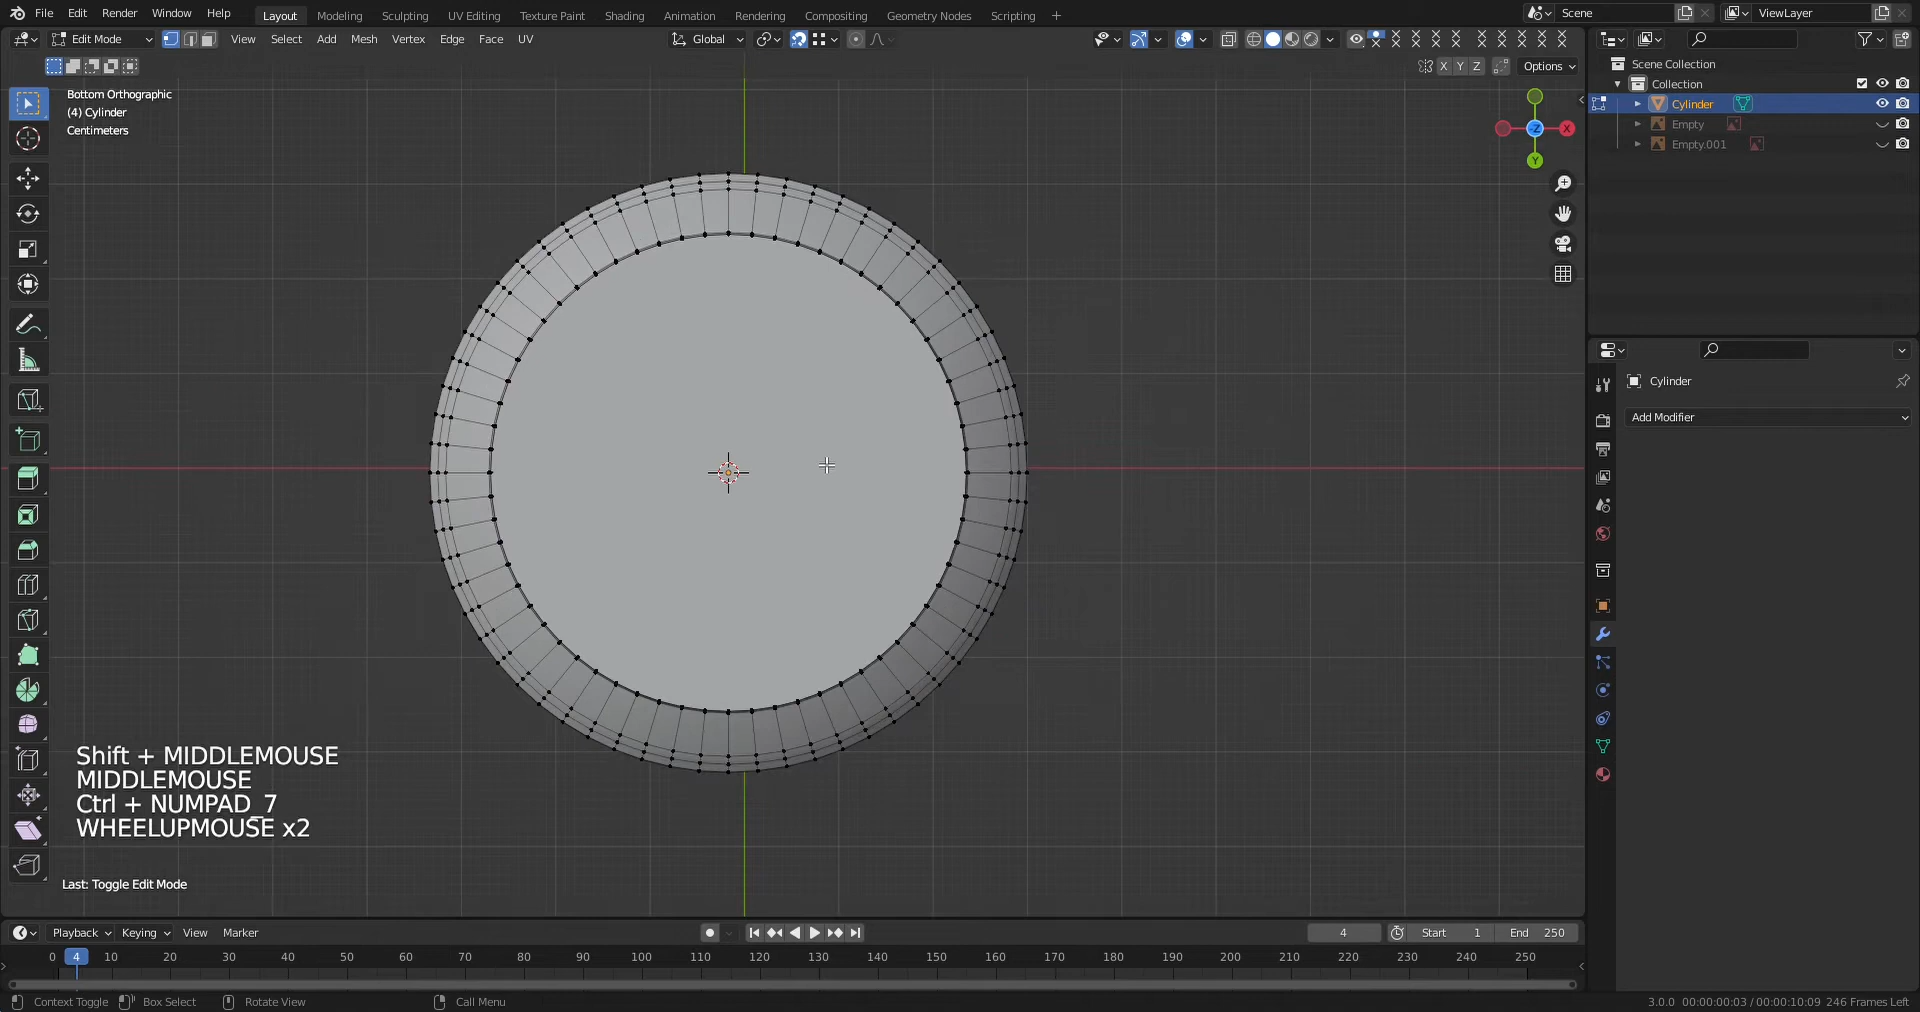 File Edit Render Window Help Layout Modeling Sculpting UV Editing Texture Paint Shading Animation Rendering Compositing Geometry Nodes Scripting + Scene ViewLayer
Edit Mode View Select Add Mesh Vertex Edge Face UV Global
X Y Z Options
Scene Collection
Collection
Cylinder
Empty
Empty.001
Bottom Orthographic
(4) Cylinder
Centimeters
-Z X Y
Cylinder
Add Modifier
Shift + MIDDLEMOUSE
MIDDLEMOUSE
Ctrl + NUMPAD_7
WHEELUPMOUSE x2
Last: Toggle Edit Mode
Playback Keying View Marker 4 Start 1 End 250
0 4 10 20 30 40 50 60 70 80 90 100 110 120 130 140 150 160 170 180 190 200 210 220 230 240 250
Context Toggle Box Select Rotate View Call Menu 3.0.0 00:00:00:03 / 00:00:10:09 246 Frames Left